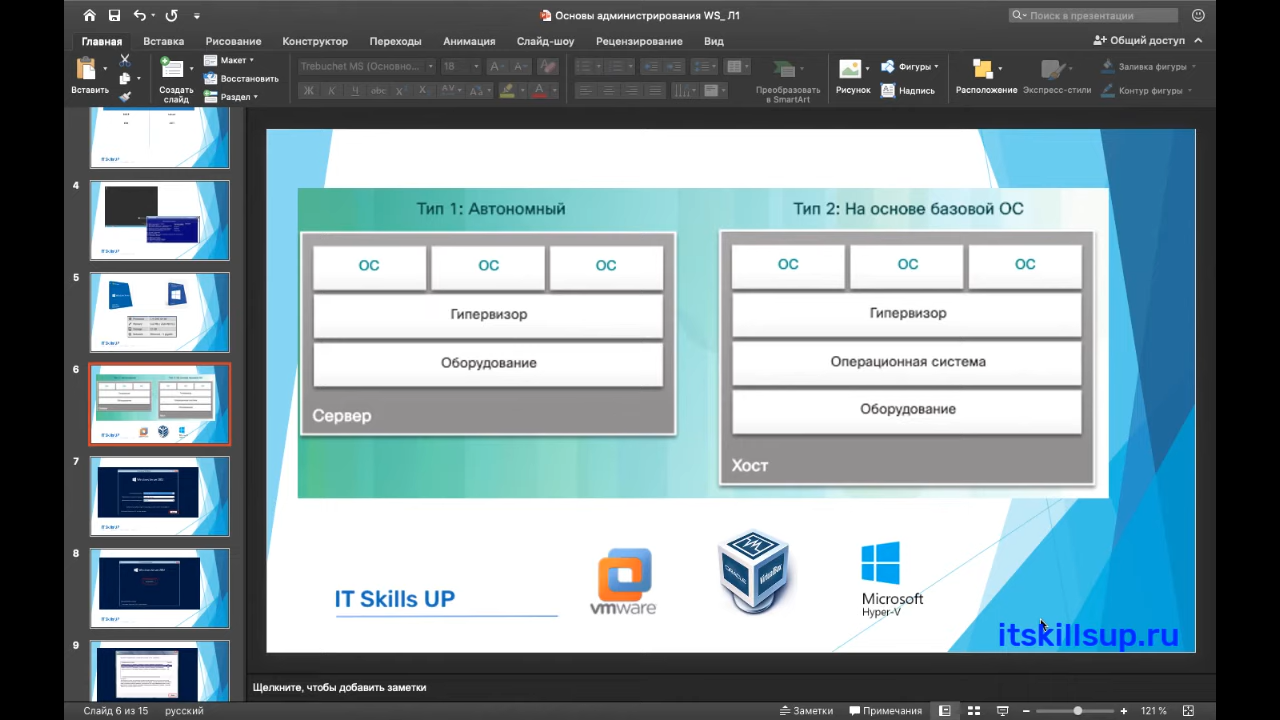 Основы администрирования WS_ Л1
Поиск в презентации
Главная Вставка Рисование Конструктор Переходы Анимация Слайд-шоу Рецензирование Вид
Общий доступ
Вставить
Создать слайд
Макет
Восстановить
Раздел
Trebuchet MS (Основно... 18
Преобразовать в SmartArt
Рисунок
Фигуры
Надпись
Расположение
Экспресс-стили
Заливка фигуры
Контур фигуры
4
5
6
7
8
9
Тип 1: Автономный
ОС ОС ОС
Гипервизор
Оборудование
Сервер
Тип 2: На основе базовой ОС
ОС ОС ОС
Гипервизор
Операционная система
Оборудование
Хост
IT Skills UP
vmware
ORACLE
VirtualBox
Microsoft
Hyper-V
itskillsup.ru
Щелкните, чтобы добавить заметки
Слайд 6 из 15 русский
Заметки Примечания
121 %